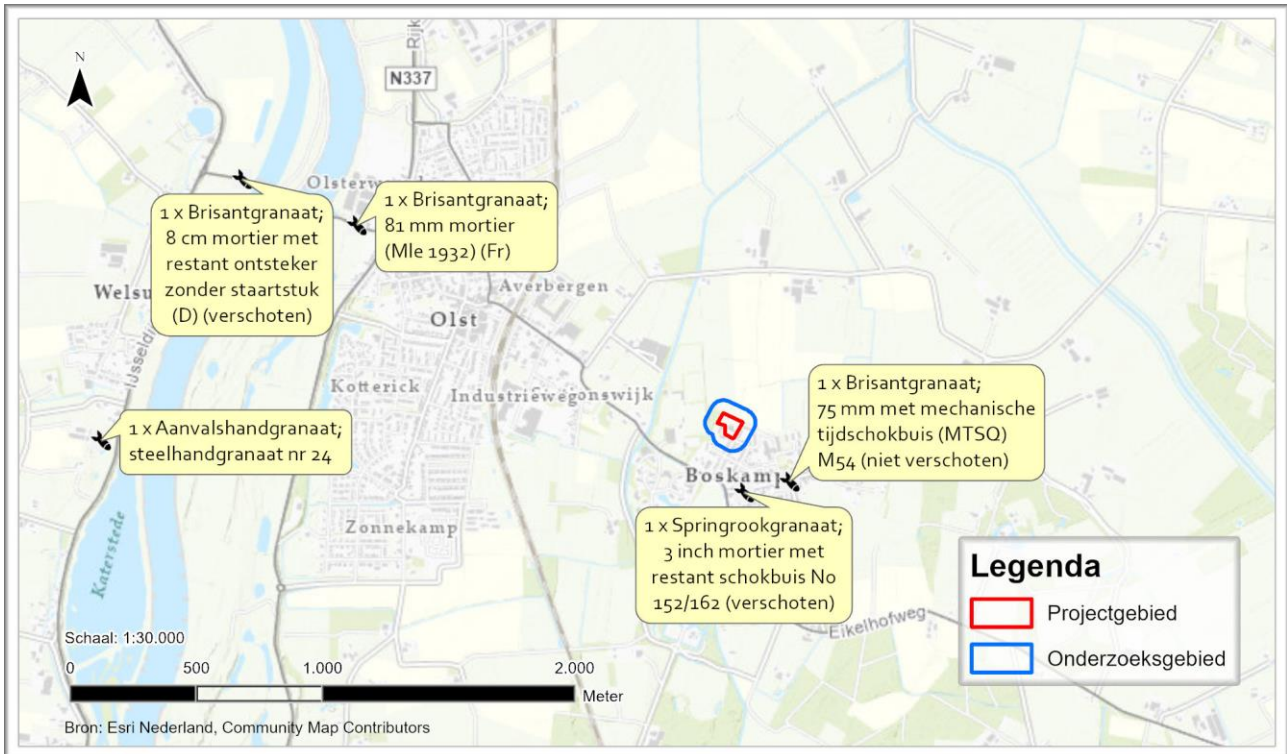 N
N337
Rijk
Olsterw
1 x Brisantgranaat;
8 cm mortier met
restant ontsteker
zonder staartstuk
(D) (verschoten)
1 x Brisantgranaat;
81 mm mortier
(Mle 1932) (Fr)
Welsu
IJsseldi
Averbergen
Olst
Kotterick
Industrieweg
onswijk
1 x Aanvalshandgranaat;
steelhandgranaat nr 24
1 x Brisantgranaat;
75 mm met mechanische
tijdschokbuis (MTSQ)
M54 (niet verschoten)
Boskamp
Zonnekamp
Katerstede
1 x Springrookgranaat;
3 inch mortier met
restant schokbuis No
152/162 (verschoten)
Eikelhofweg
Legenda
Projectgebied
Onderzoeksgebied
Schaal: 1:30.000
0 500 1.000 2.000
Meter
Bron: Esri Nederland, Community Map Contributors